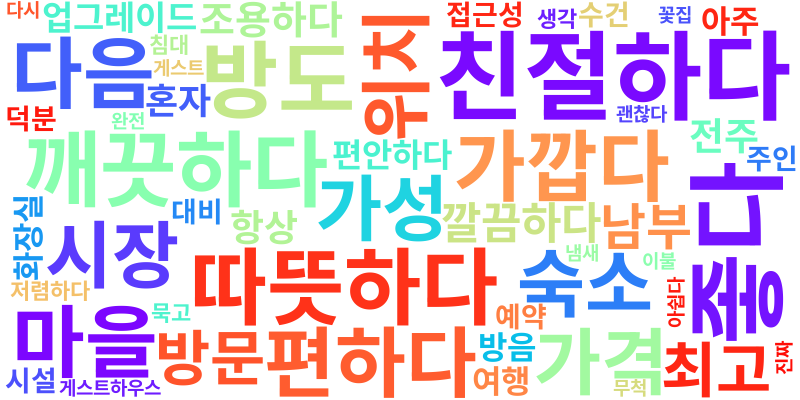 다시
업그레이드
조용하다
위치
접근성
생각
수건
꽃집
아주
다음
침대
게스트
방도
친절하다
혼자
괜찮다
덕분
완전
깨끗하다
편안하다
가깝다
전주
주인
좋다
화장실
대비
가성
깔끔하다
남부
항상
시장
냄새
이불
저렴하다
따뜻하다
숙소
아쉽다
묵고
예약
마을
방문
편하다
방음
가격
최고
진짜
시설
게스트하우스
여행
무척